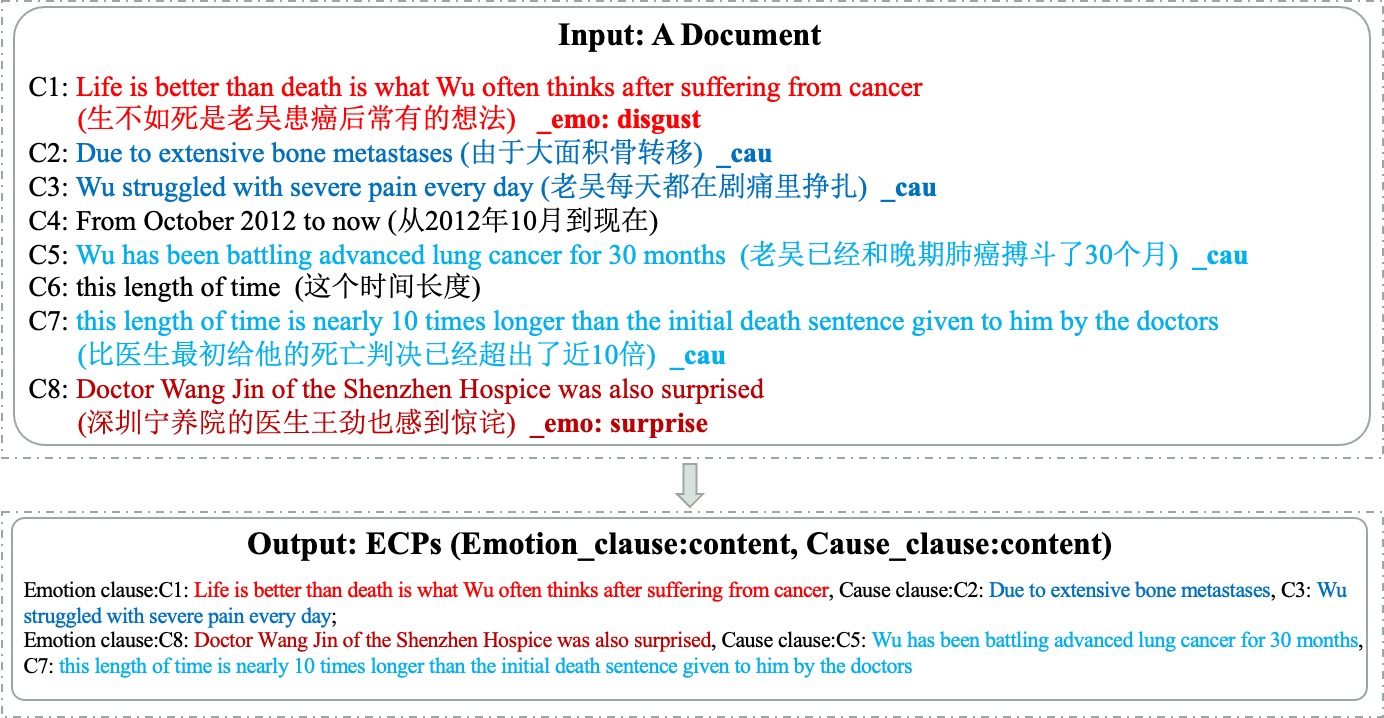 Input: A Document
C1: Life is better than death is what Wu often thinks after suffering from cancer
(生不如死是老吴患癌后常有的想法) _emo: disgust
C2: Due to extensive bone metastases (由于大面积骨转移) _cau
C3: Wu struggled with severe pain every day (老吴每天都在剧痛里挣扎) _cau
C4: From October 2012 to now (从2012年10月到现在)
C5: Wu has been battling advanced lung cancer for 30 months (老吴已经和晚期肺癌搏斗了30个月) _cau
C6: this length of time (这个时间长度)
C7: this length of time is nearly 10 times longer than the initial death sentence given to him by the doctors
(比医生最初给他的死亡判决已经超出了近10倍) _cau
C8: Doctor Wang Jin of the Shenzhen Hospice was also surprised
(深圳宁养院的医生王劲也感到惊诧) _emo: surprise
Output: ECPs (Emotion_clause:content, Cause_clause:content)
Emotion clause:C1: Life is better than death is what Wu often thinks after suffering from cancer, Cause clause:C2: Due to extensive bone metastases, C3: Wu
struggled with severe pain every day;
Emotion clause:C8: Doctor Wang Jin of the Shenzhen Hospice was also surprised, Cause clause:C5: Wu has been battling advanced lung cancer for 30 months,
C7: this length of time is nearly 10 times longer than the initial death sentence given to him by the doctors